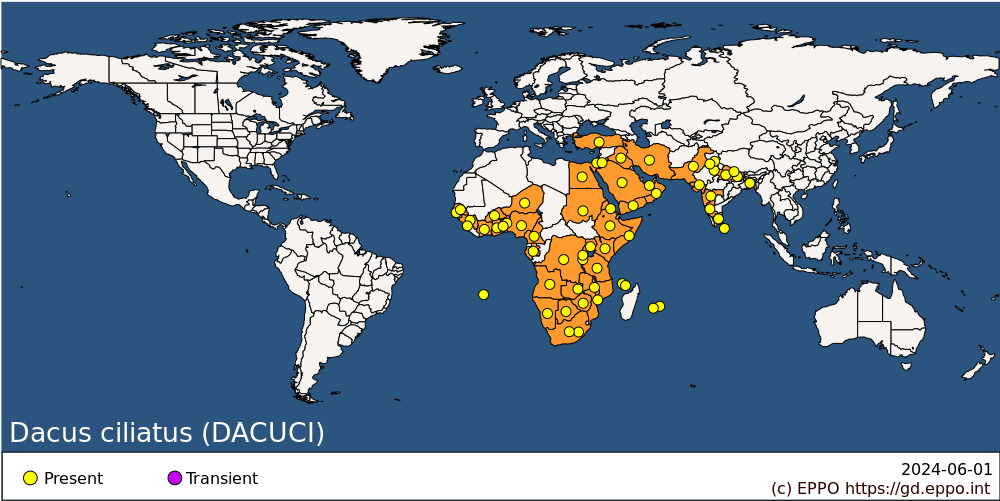 Dacus ciliatus (DACUCI)
Present
Transient
2024-06-01
(c) EPPO https://gd.eppo.int